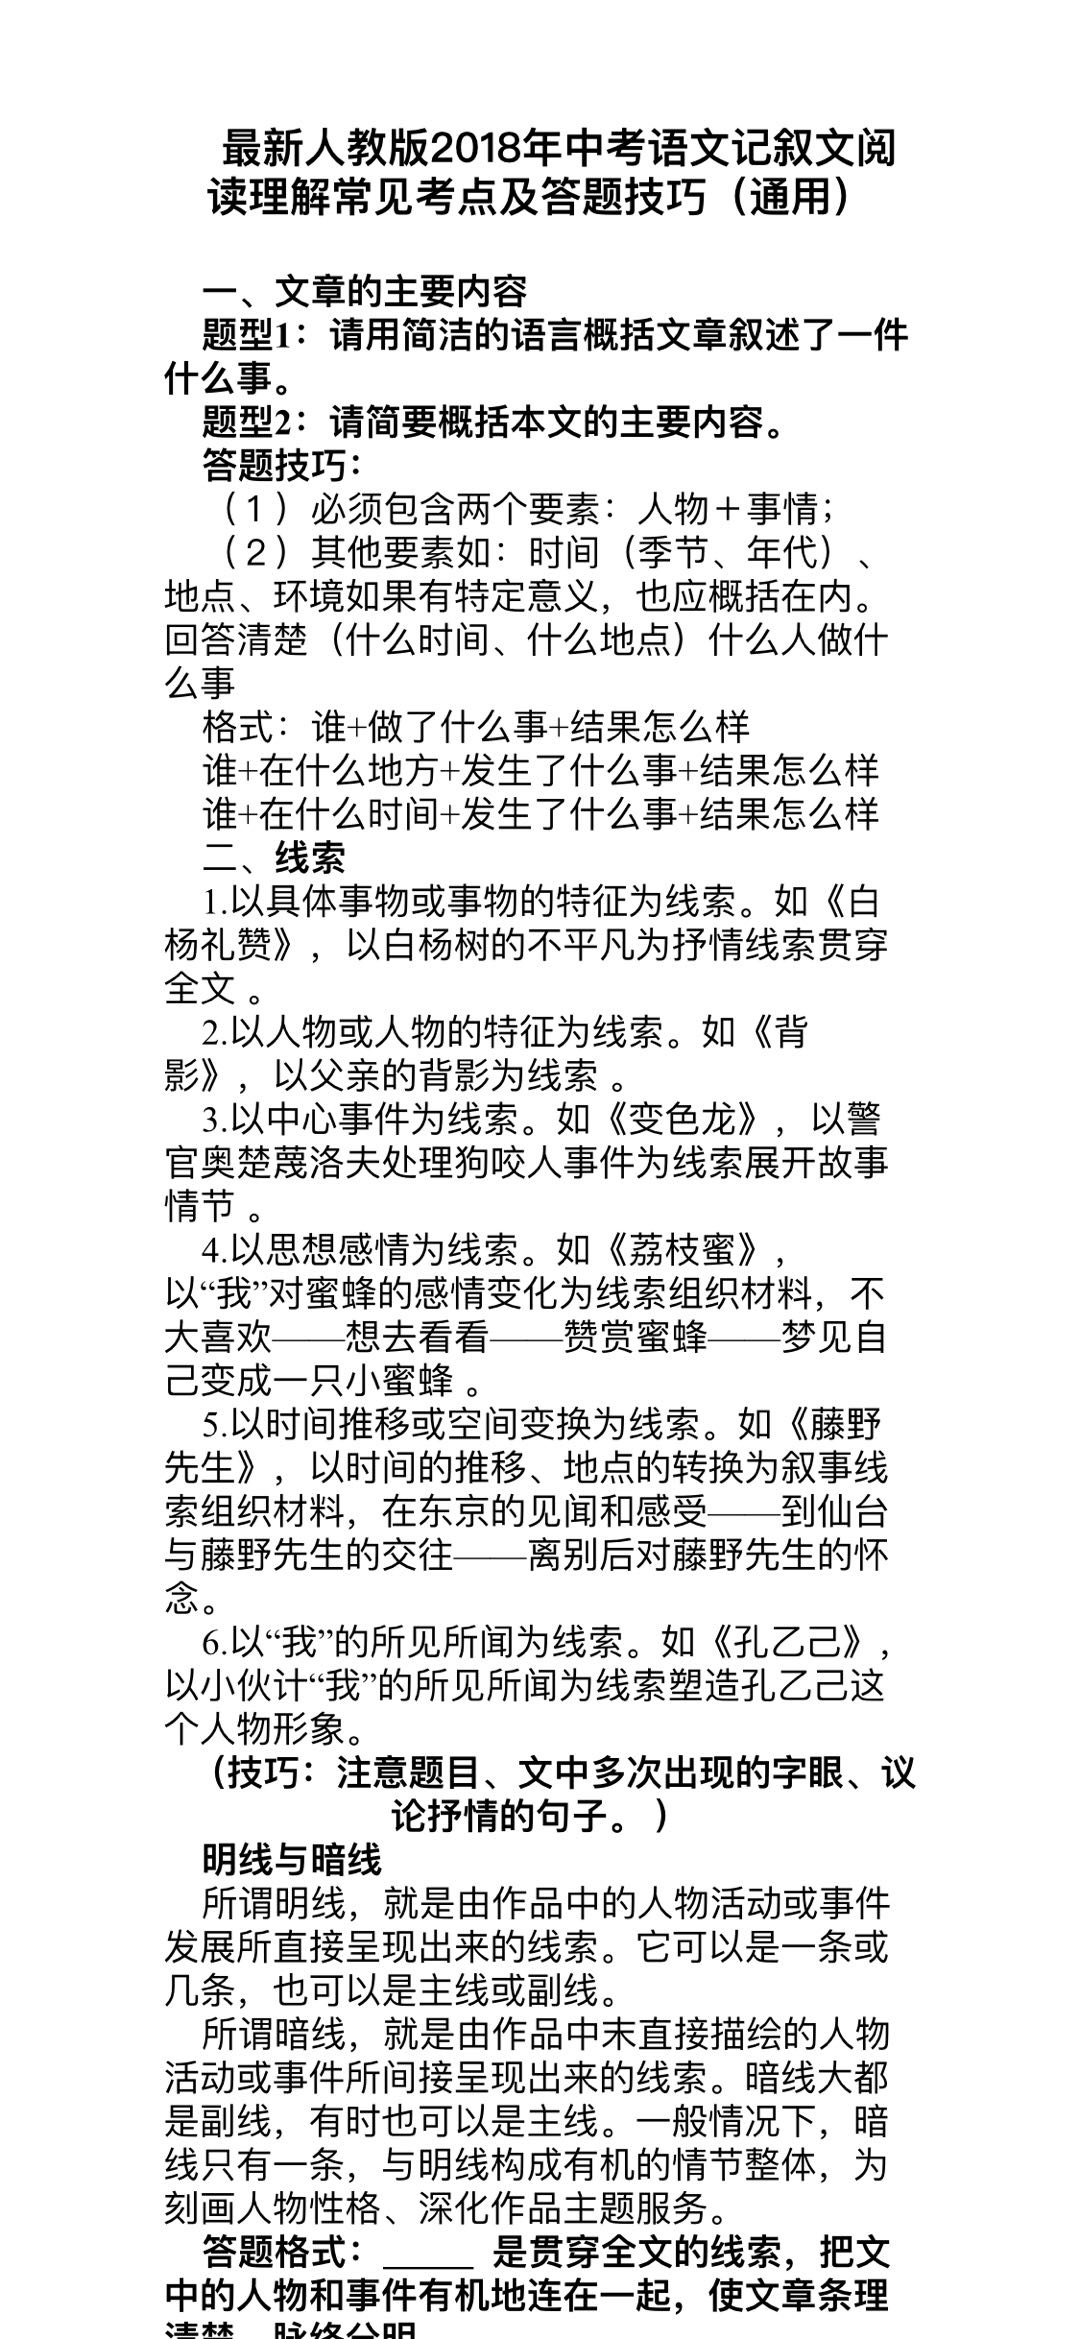 最新人教版2018年中考语文记叙文阅
读理解常见考点及答题技巧（通用）
一、文章的主要内容
题型1：请用简洁的语言概括文章叙述了一件
什么事。
题型2：请简要概括本文的主要内容。
答题技巧：
（1）必须包含两个要素：人物＋事情；
（2）其他要素如：时间（季节、年代）、
地点、环境如果有特定意义，也应概括在内。
回答清楚（什么时间、什么地点）什么人做什
么事
格式：谁+做了什么事+结果怎么样
谁+在什么地方+发生了什么事+结果怎么样
谁+在什么时间+发生了什么事+结果怎么样
二、线索
1.以具体事物或事物的特征为线索。如《白
杨礼赞》，以白杨树的不平凡为抒情线索贯穿
全文 。
2.以人物或人物的特征为线索。如《背
影》，以父亲的背影为线索 。
3.以中心事件为线索。如《变色龙》，以警
官奥楚蔑洛夫处理狗咬人事件为线索展开故事
情节 。
4.以思想感情为线索。如《荔枝蜜》，
以“我”对蜜蜂的感情变化为线索组织材料，不
大喜欢——想去看看——赞赏蜜蜂——梦见自
己变成一只小蜜蜂 。
5.以时间推移或空间变换为线索。如《藤野
先生》，以时间的推移、地点的转换为叙事线
索组织材料，在东京的见闻和感受——到仙台
与藤野先生的交往——离别后对藤野先生的怀
念。
6.以“我”的所见所闻为线索。如《孔乙己》，
以小伙计“我”的所见所闻为线索塑造孔乙己这
个人物形象。
（技巧：注意题目、文中多次出现的字眼、议
论抒情的句子。）
明线与暗线
所谓明线，就是由作品中的人物活动或事件
发展所直接呈现出来的线索。它可以是一条或
几条，也可以是主线或副线。
所谓暗线，就是由作品中末直接描绘的人物
活动或事件所间接呈现出来的线索。暗线大都
是副线，有时也可以是主线。一般情况下，暗
线只有一条，与明线构成有机的情节整体，为
刻画人物性格、深化作品主题服务。
答题格式：_____ 是贯穿全文的线索，把文
中的人物和事件有机地连在一起，使文章条理
清楚、脉络分明